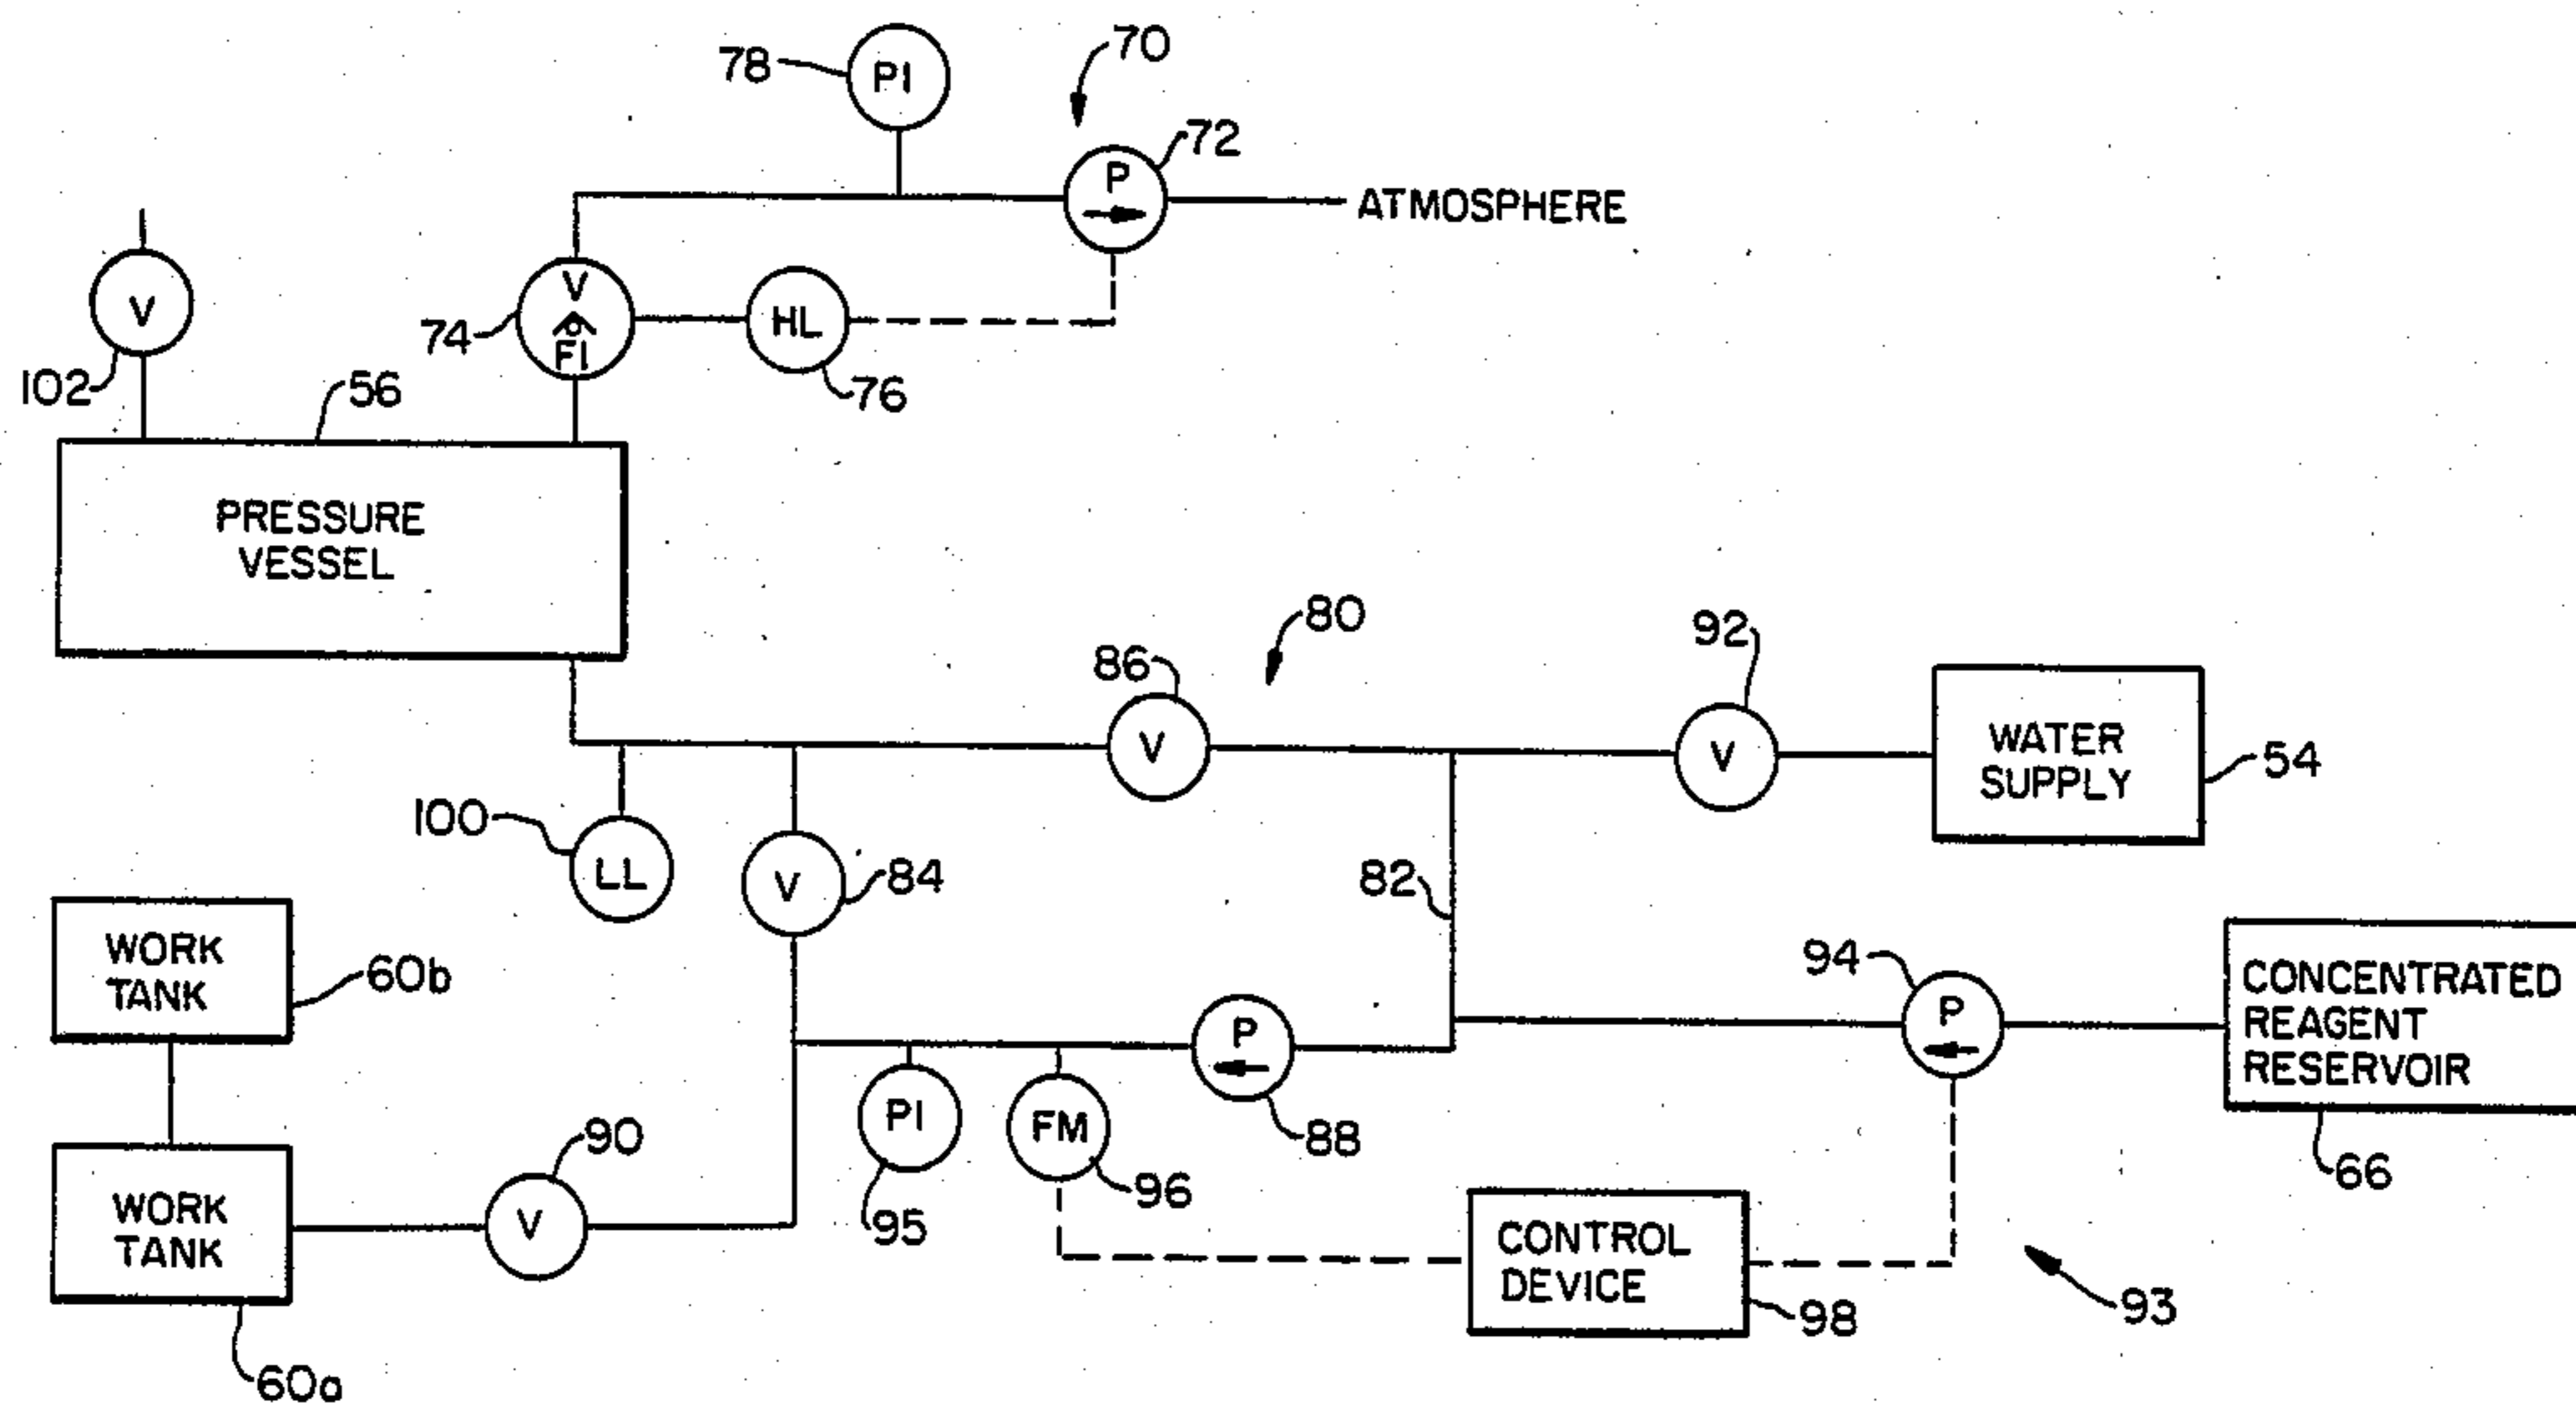 78
PI
70
72
P
ATMOSPHERE
V
102
74
V
FI
HL
76
56
PRESSURE
VESSEL
80
86
V
92
V
WATER
SUPPLY
54
100
LL
V
84
82
94
P
CONCENTRATED
REAGENT
RESERVOIR
66
WORK
TANK
60b
P
88
PI
95
FM
96
90
V
WORK
TANK
60a
CONTROL
DEVICE
98
93